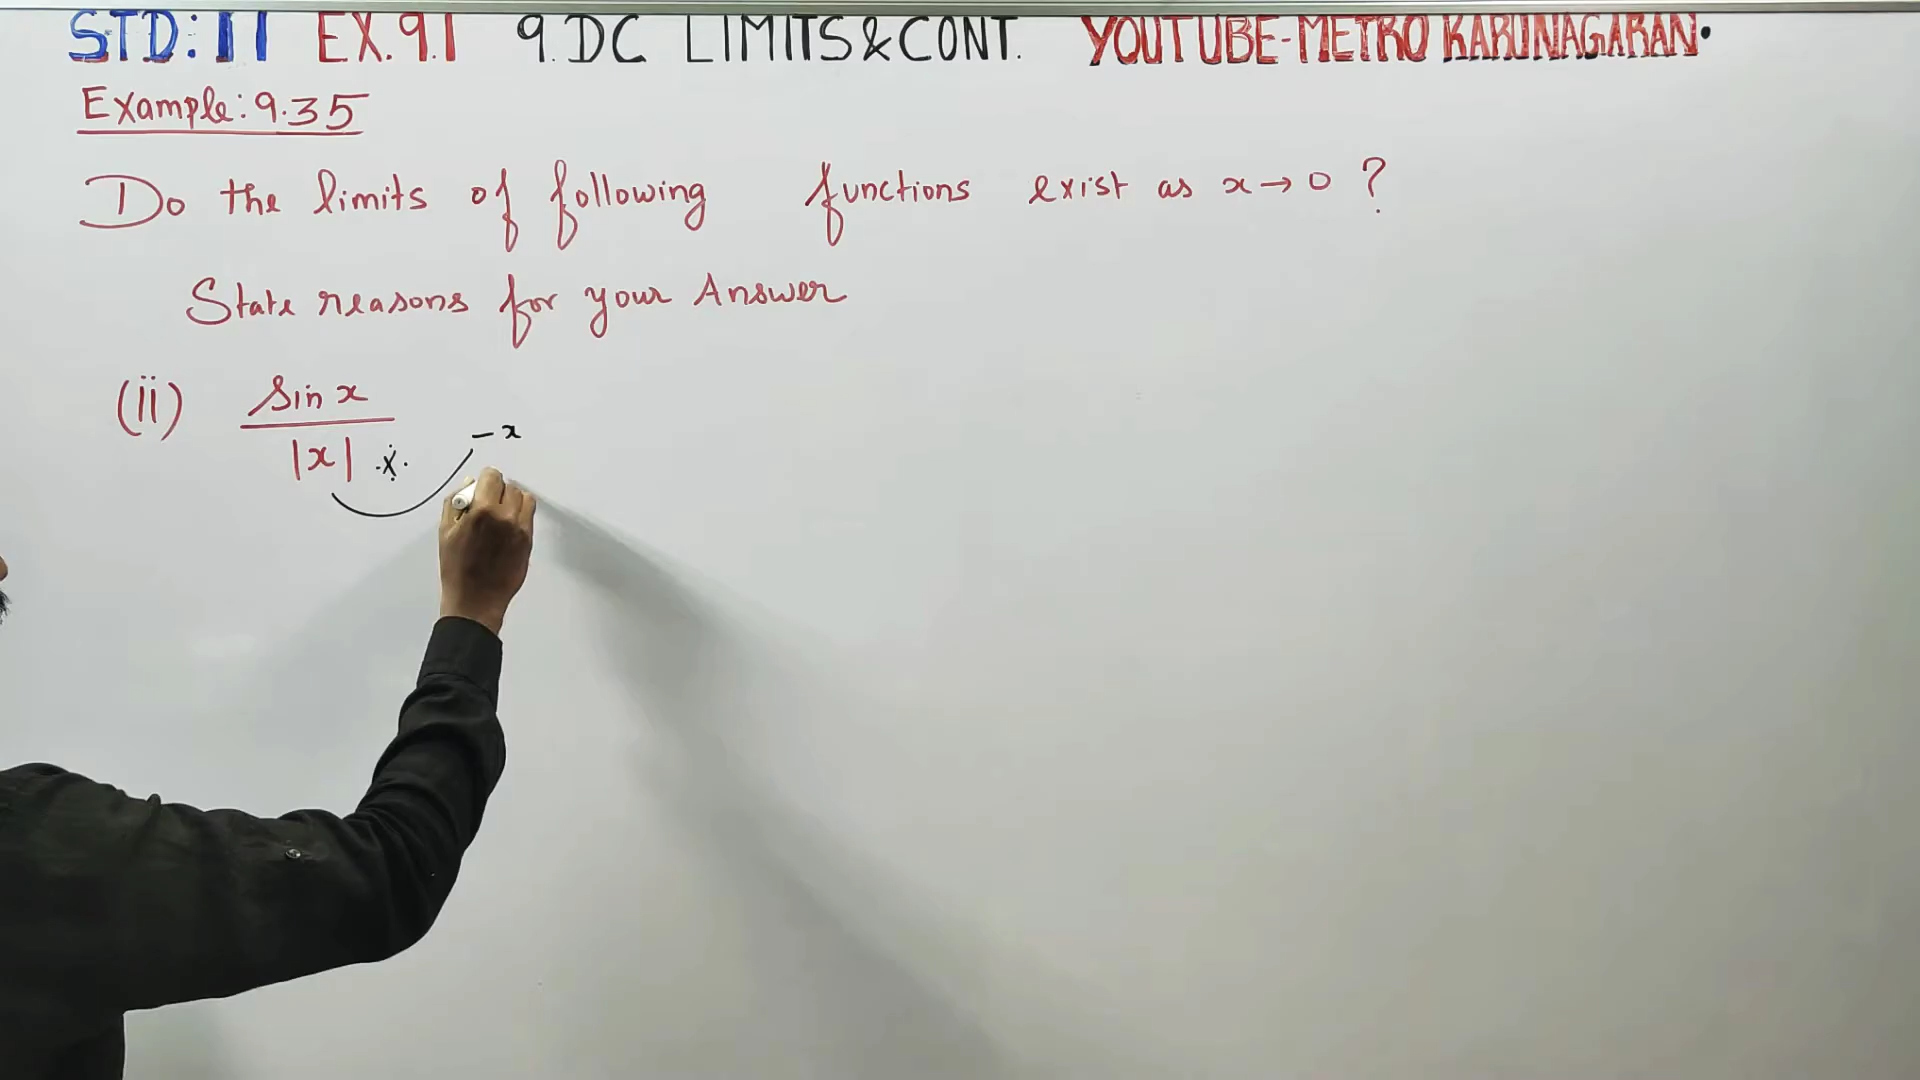 STD:11 EX.9.1 9.DC LIMITS&CONT. YOUTUBE-METRO KARUNAGARAN.
Example:9.35
Do the limits of following functions exist as x→0 ?
State reasons for your Answer
(ii) sin x
|x| x
-x